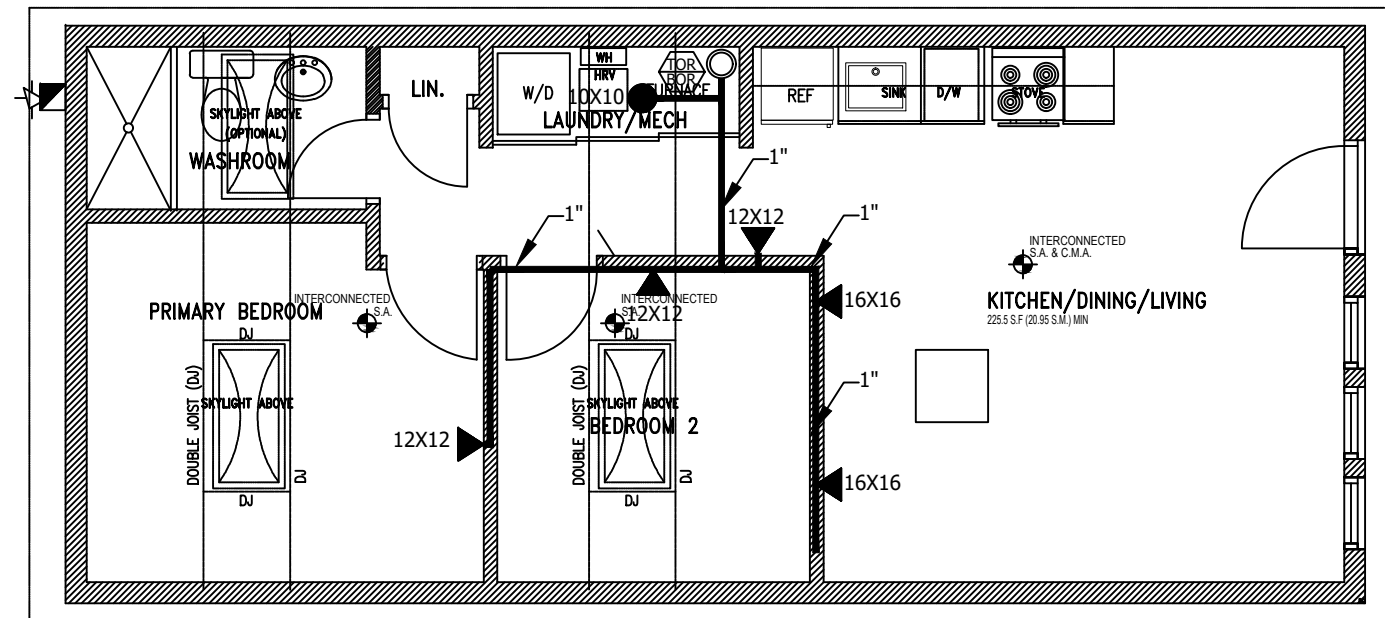 WH
HRV
W/D
10X10
LAUNDRY/MECH
TOR
BOR
FURNACE
LIN.
SKYLIGHT ABOVE
(OPTIONAL)
WASHROOM
REF
SINK
D/W
STOVE
1"
1"
12X12
1"
INTERCONNECTED
S.A. & C.M.A.
KITCHEN/DINING/LIVING
225.5 S.F (20.95 S.M.) MIN
INTERCONNECTED
S.A.
PRIMARY BEDROOM
DJ
DOUBLE JOIST (DJ)
SKYLIGHT ABOVE
DJ
DJ
12X12
INTERCONNECTED
S.A.
12X12
DJ
DOUBLE JOIST (DJ)
SKYLIGHT ABOVE
BEDROOM 2
DJ
DJ
16X16
1"
16X16